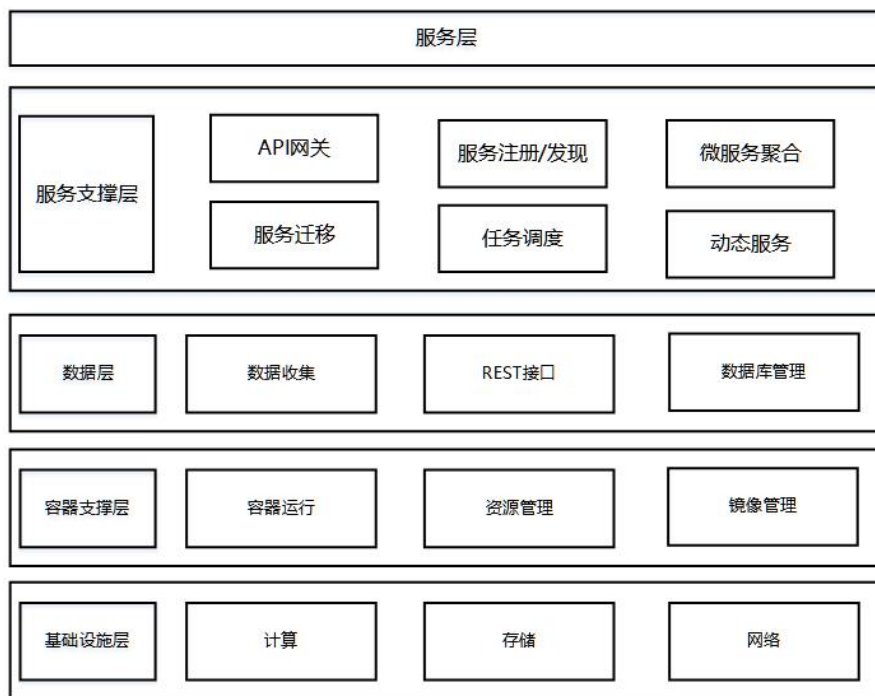 服务层
服务支撑层
API网关
服务注册/发现
微服务聚合
服务迁移
任务调度
动态服务
数据层
数据收集
REST接口
数据库管理
容器支撑层
容器运行
资源管理
镜像管理
基础设施层
计算
存储
网络